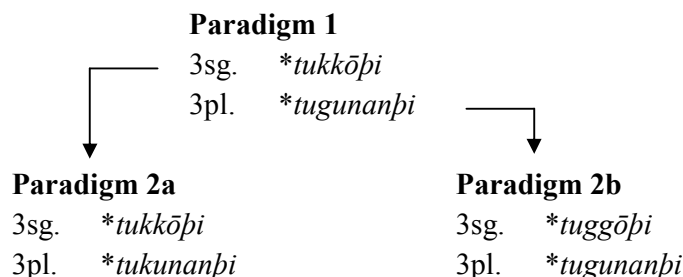 Paradigm 1
3sg. *tukkōþi
3pl. *tugunanþi
Paradigm 2a
3sg. *tukkōþi
3pl. *tukunanþi
Paradigm 2b
3sg. *tuggōþi
3pl. *tugunanþi